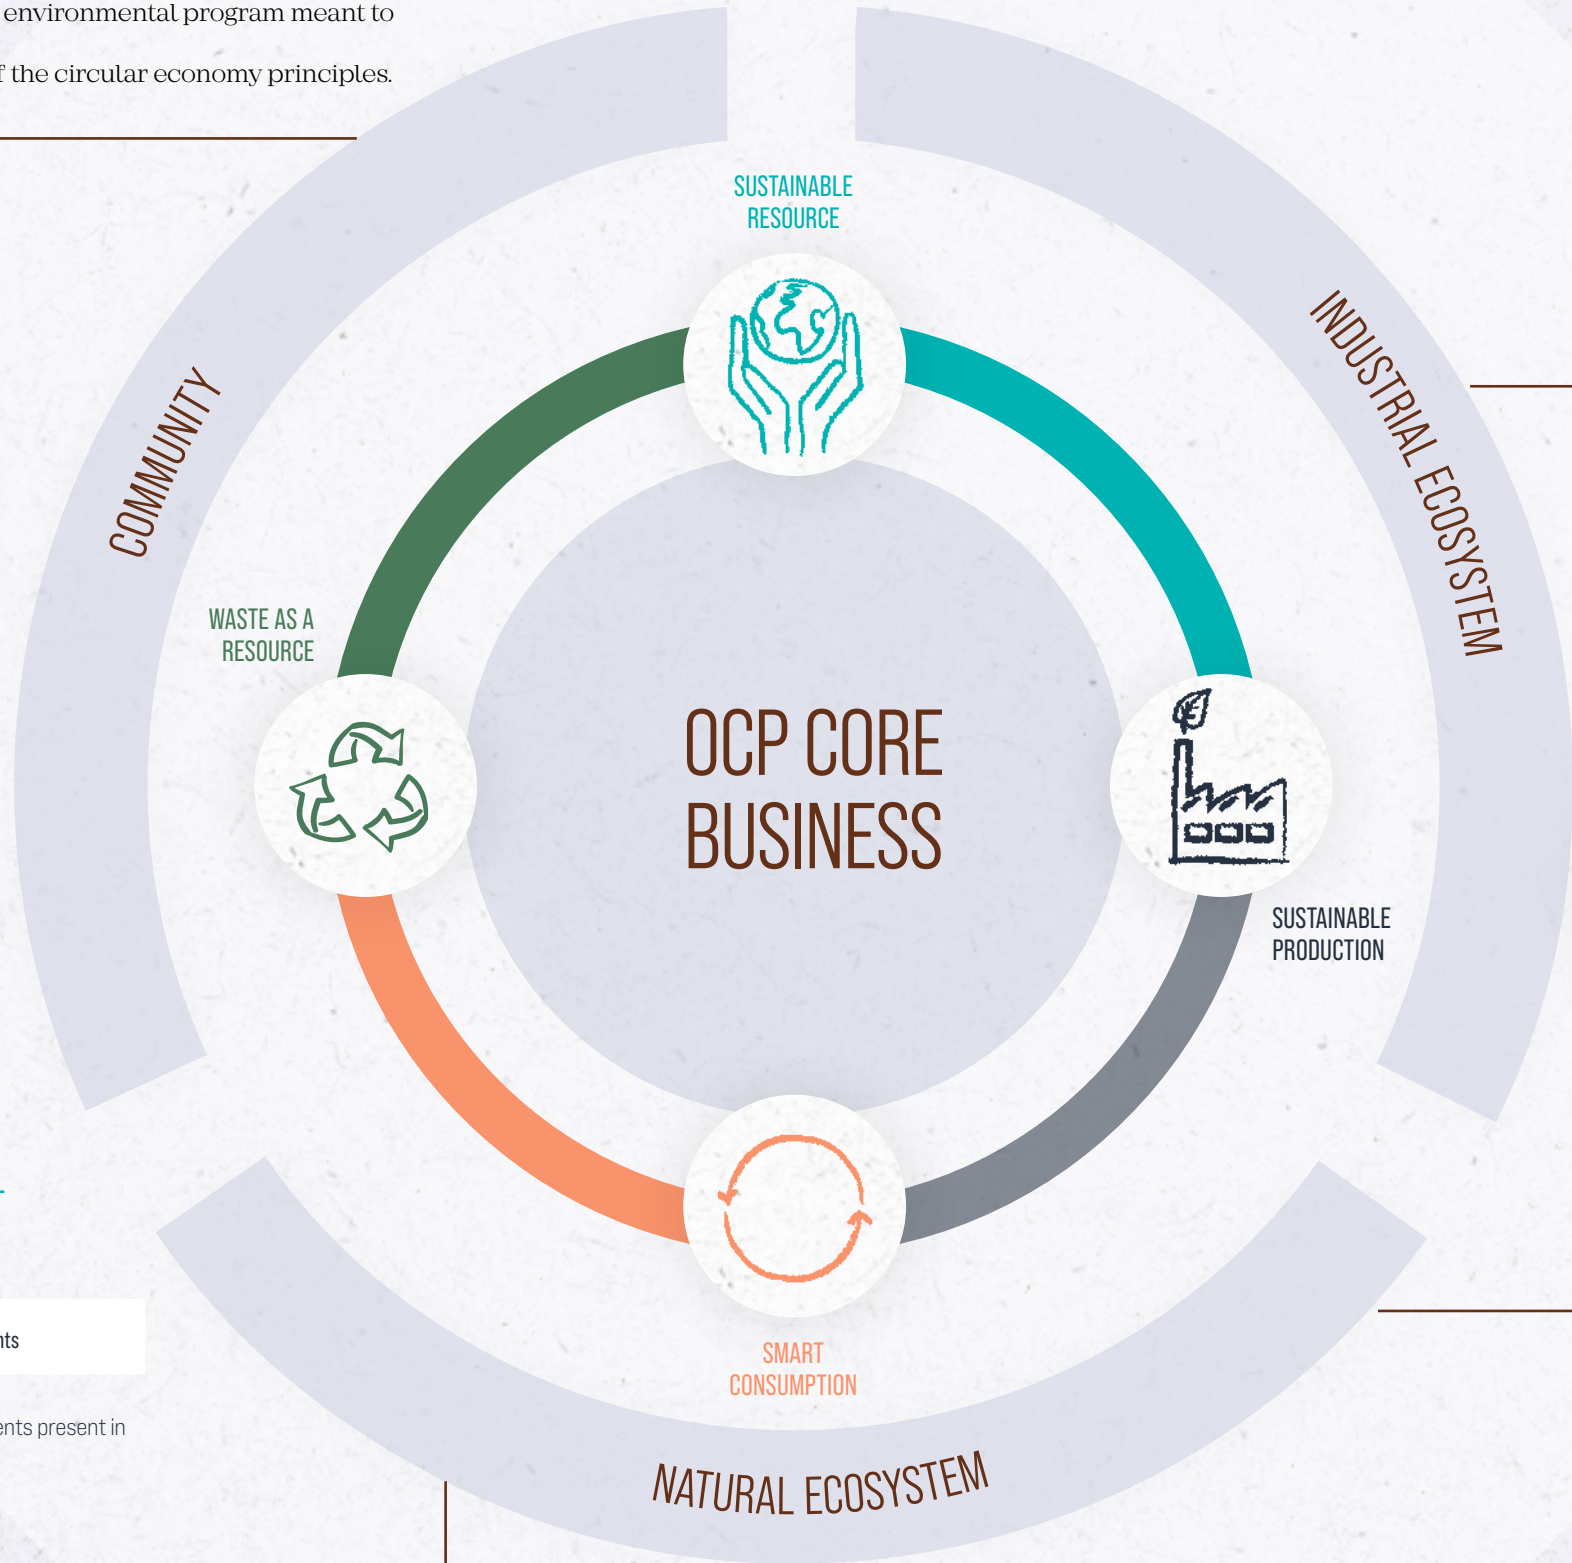 environmental program meant to
f the circular economy principles.
SUSTAINABLE
RESOURCE
COMMUNITY
INDUSTRIAL ECOSYSTEM
WASTE AS A
RESOURCE
OCP CORE
BUSINESS
SUSTAINABLE
PRODUCTION
nts
ents present in
SMART
CONSUMPTION
NATURAL ECOSYSTEM